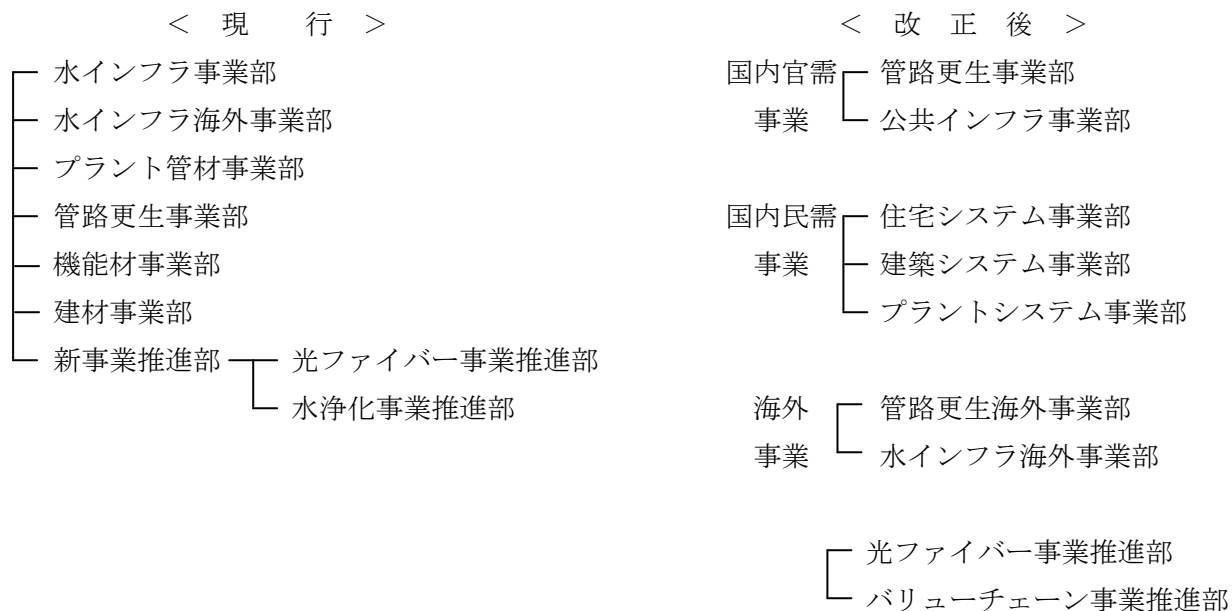 ＜　現　　行　＞
水インフラ事業部
水インフラ海外事業部
プラント管材事業部
管路更生事業部
機能材事業部
建材事業部
新事業推進部
光ファイバー事業推進部
水浄化事業推進部
＜　改　正　後　＞
国内官需
事業
管路更生事業部
公共インフラ事業部
国内民需
事業
住宅システム事業部
建築システム事業部
プラントシステム事業部
海外
事業
管路更生海外事業部
水インフラ海外事業部
光ファイバー事業推進部
バリューチェーン事業推進部